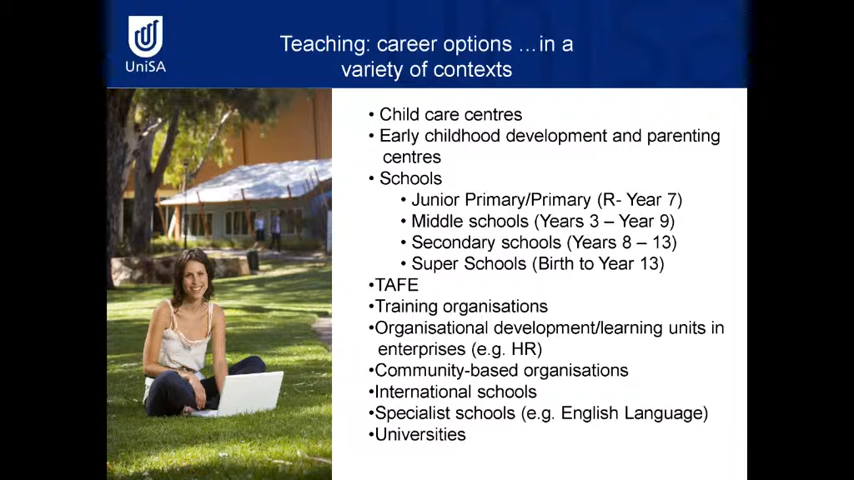 UniSA
Teaching: career options …in a
variety of contexts
• Child care centres
• Early childhood development and parenting
centres
• Schools
• Junior Primary/Primary (R- Year 7)
• Middle schools (Years 3 – Year 9)
• Secondary schools (Years 8 – 13)
• Super Schools (Birth to Year 13)
•TAFE
•Training organisations
•Organisational development/learning units in
enterprises (e.g. HR)
•Community-based organisations
•International schools
•Specialist schools (e.g. English Language)
•Universities